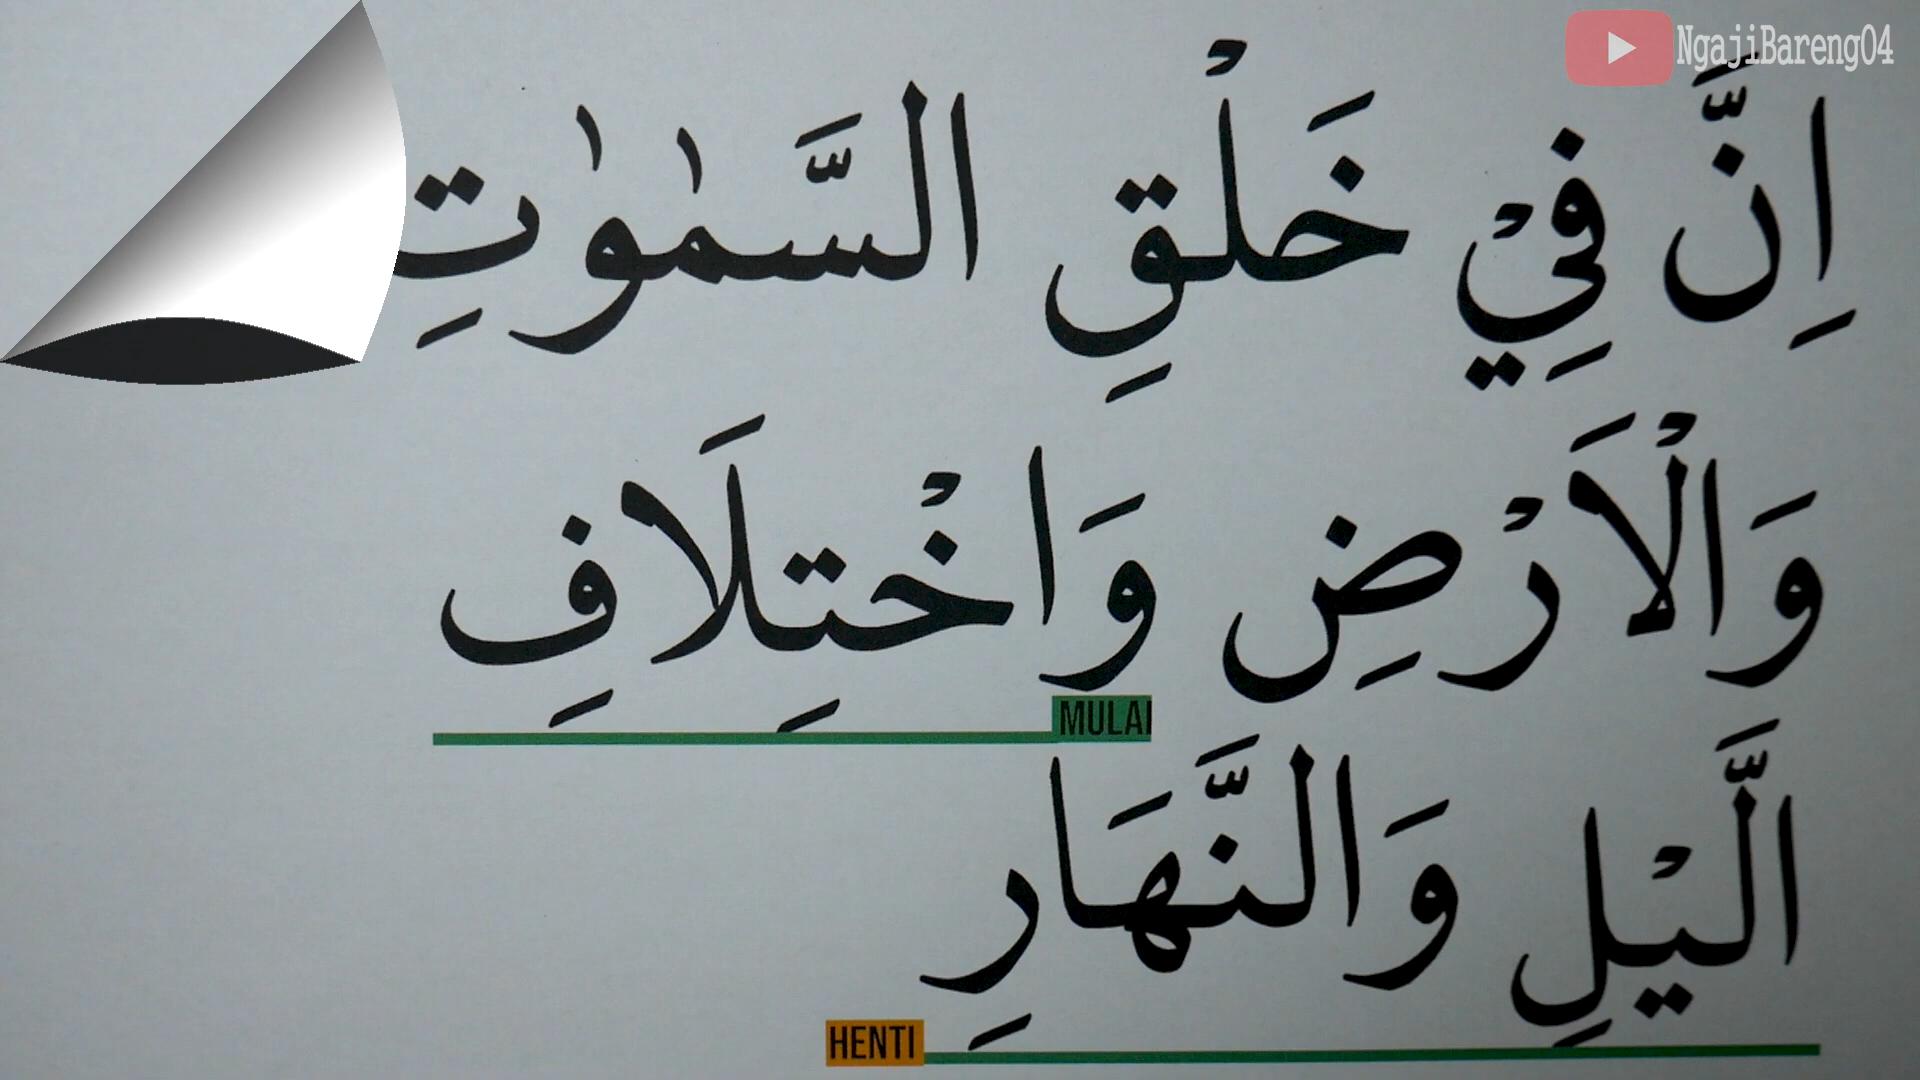 NgajiBareng04
اِنَّ فِيْ خَلْقِ السَّمٰوٰتِ
وَالْاَرْضِ وَاخْتِلَافِ
MULAI
الَّيْلِ وَالنَّهَارِ
HENTI